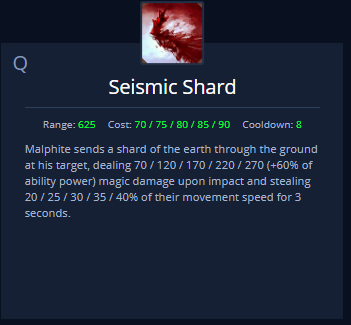 Q
Seismic Shard
Range: 625 Cost: 70 / 75 / 80 / 85 / 90 Cooldown: 8
Malphite sends a shard of the earth through the ground
at his target, dealing 70 / 120 / 170 / 220 / 270 (+60% of
ability power) magic damage upon impact and stealing
20 / 25 / 30 / 35 / 40% of their movement speed for 3
seconds.